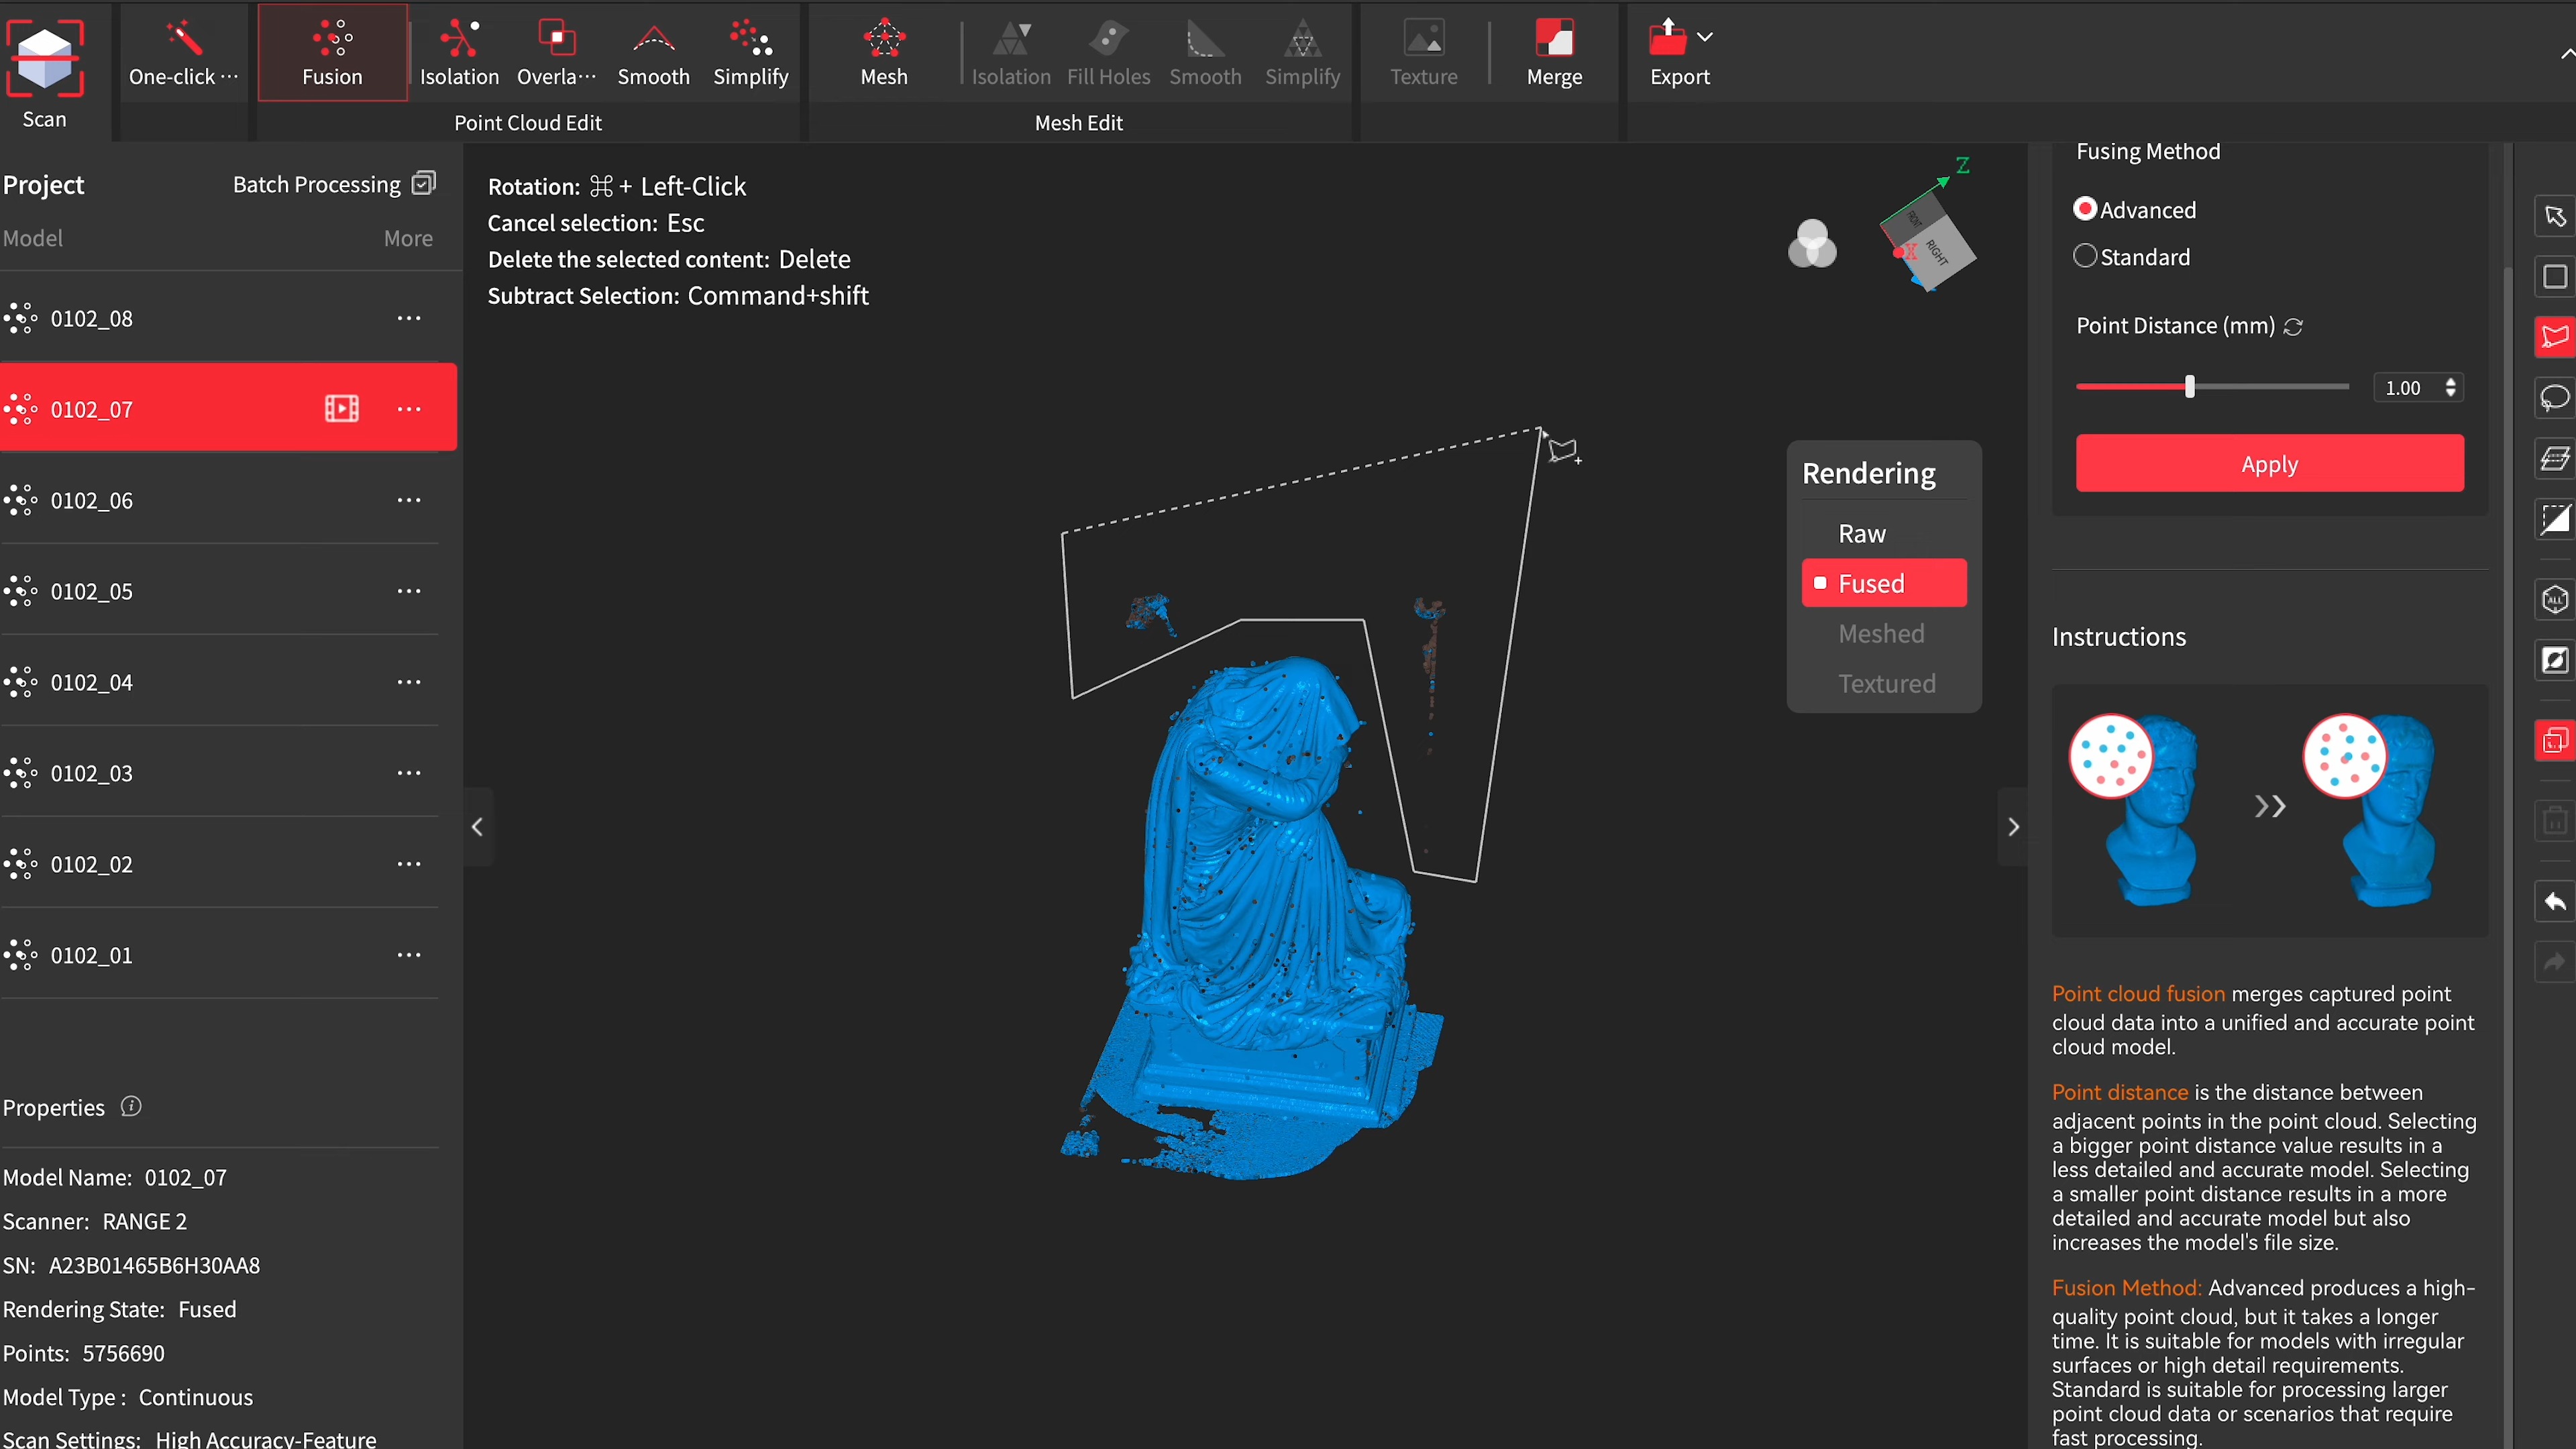 Scan
One-click ···
Fusion
Isolation
Overla···
Smooth
Simplify
Point Cloud Edit
Mesh
Isolation
Fill Holes
Smooth
Simplify
Mesh Edit
Texture
Merge
Export
Project
Batch Processing
Model
More
0102_08
0102_07
0102_06
0102_05
0102_04
0102_03
0102_02
0102_01
Properties
Model Name: 0102_07
Scanner: RANGE 2
SN: A23B01465B6H30AA8
Rendering State: Fused
Points: 5756690
Model Type : Continuous
Scan Settings: High Accuracy-Feature
Rotation: ⌘ + Left-Click
Cancel selection: Esc
Delete the selected content: Delete
Subtract Selection: Command+shift
Z
X
FRONT
RIGHT
Rendering
Raw
Fused
Meshed
Textured
Fusing Method
Advanced
Standard
Point Distance (mm)
1.00
Apply
Instructions
Point cloud fusion merges captured point
cloud data into a unified and accurate point
cloud model.
Point distance is the distance between
adjacent points in the point cloud. Selecting
a bigger point distance value results in a
less detailed and accurate model. Selecting
a smaller point distance results in a more
detailed and accurate model but also
increases the model's file size.
Fusion Method: Advanced produces a high-
quality point cloud, but it takes a longer
time. It is suitable for models with irregular
surfaces or high detail requirements.
Standard is suitable for processing larger
point cloud data or scenarios that require
fast processing.
ALL